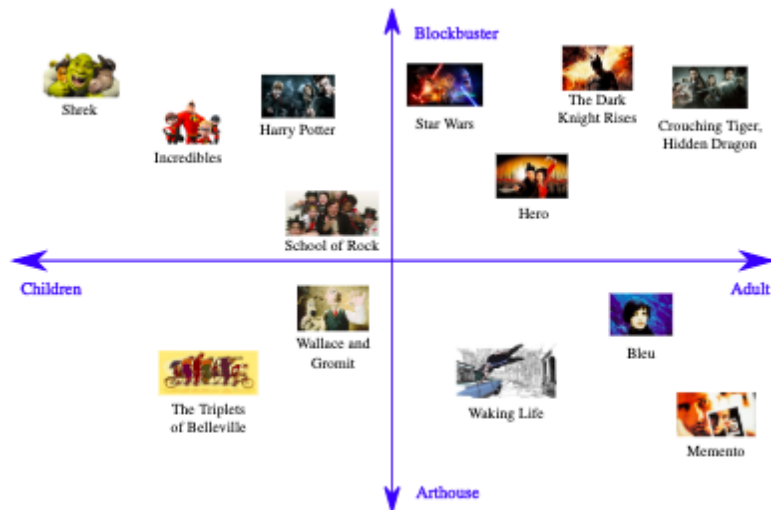 Blockbuster
Shrek
Incredibles
Harry Potter
Star Wars
The Dark
Knight Rises
Crouching Tiger,
Hidden Dragon
School of Rock
Hero
Children
Adult
Wallace and
Gromit
Bleu
The Triplets
of Belleville
Waking Life
Memento
Arthouse